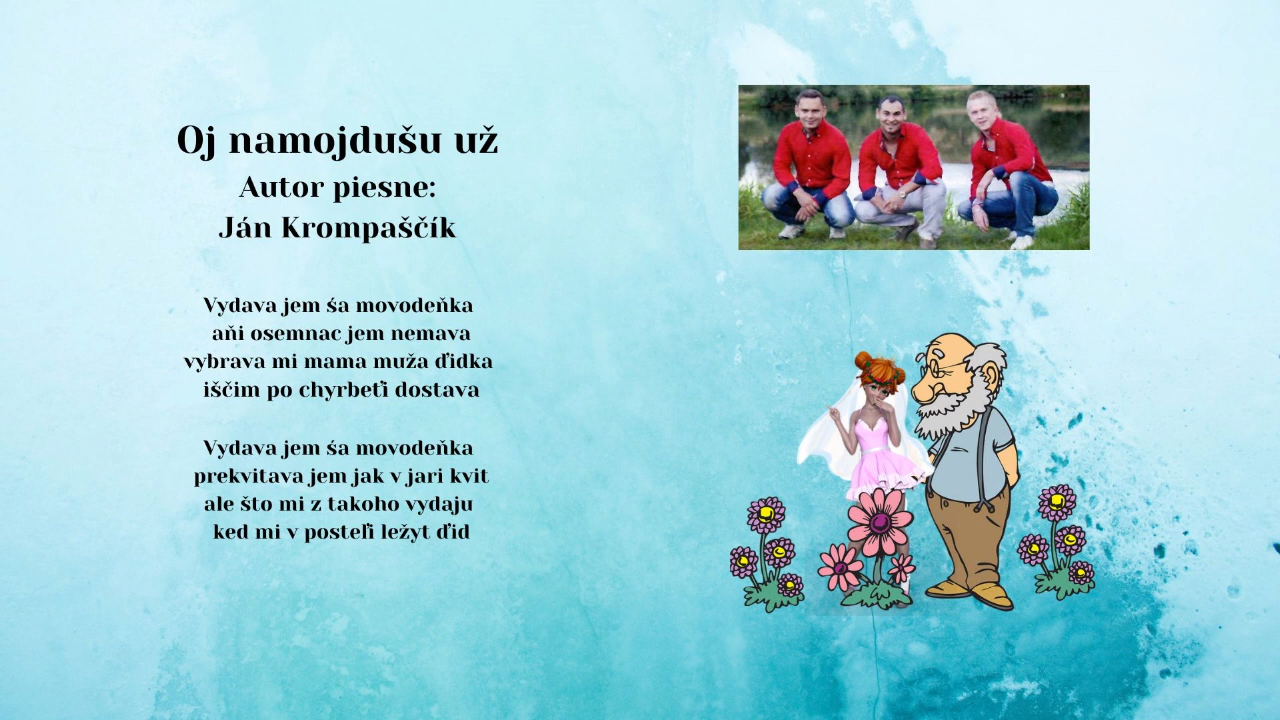 Oj namojdušu už
Autor piesne:
Ján Krompaščík
Vydava jem śa movodeňka
aňi osemnac jem nemava
vybrava mi mama muža ďidka
iščim po chyrbeťi dostava
Vydava jem śa movodeňka
prekvitava jem jak v jari kvit
ale što mi z takoho vydaju
ked mi v posteľi ležyt ďid